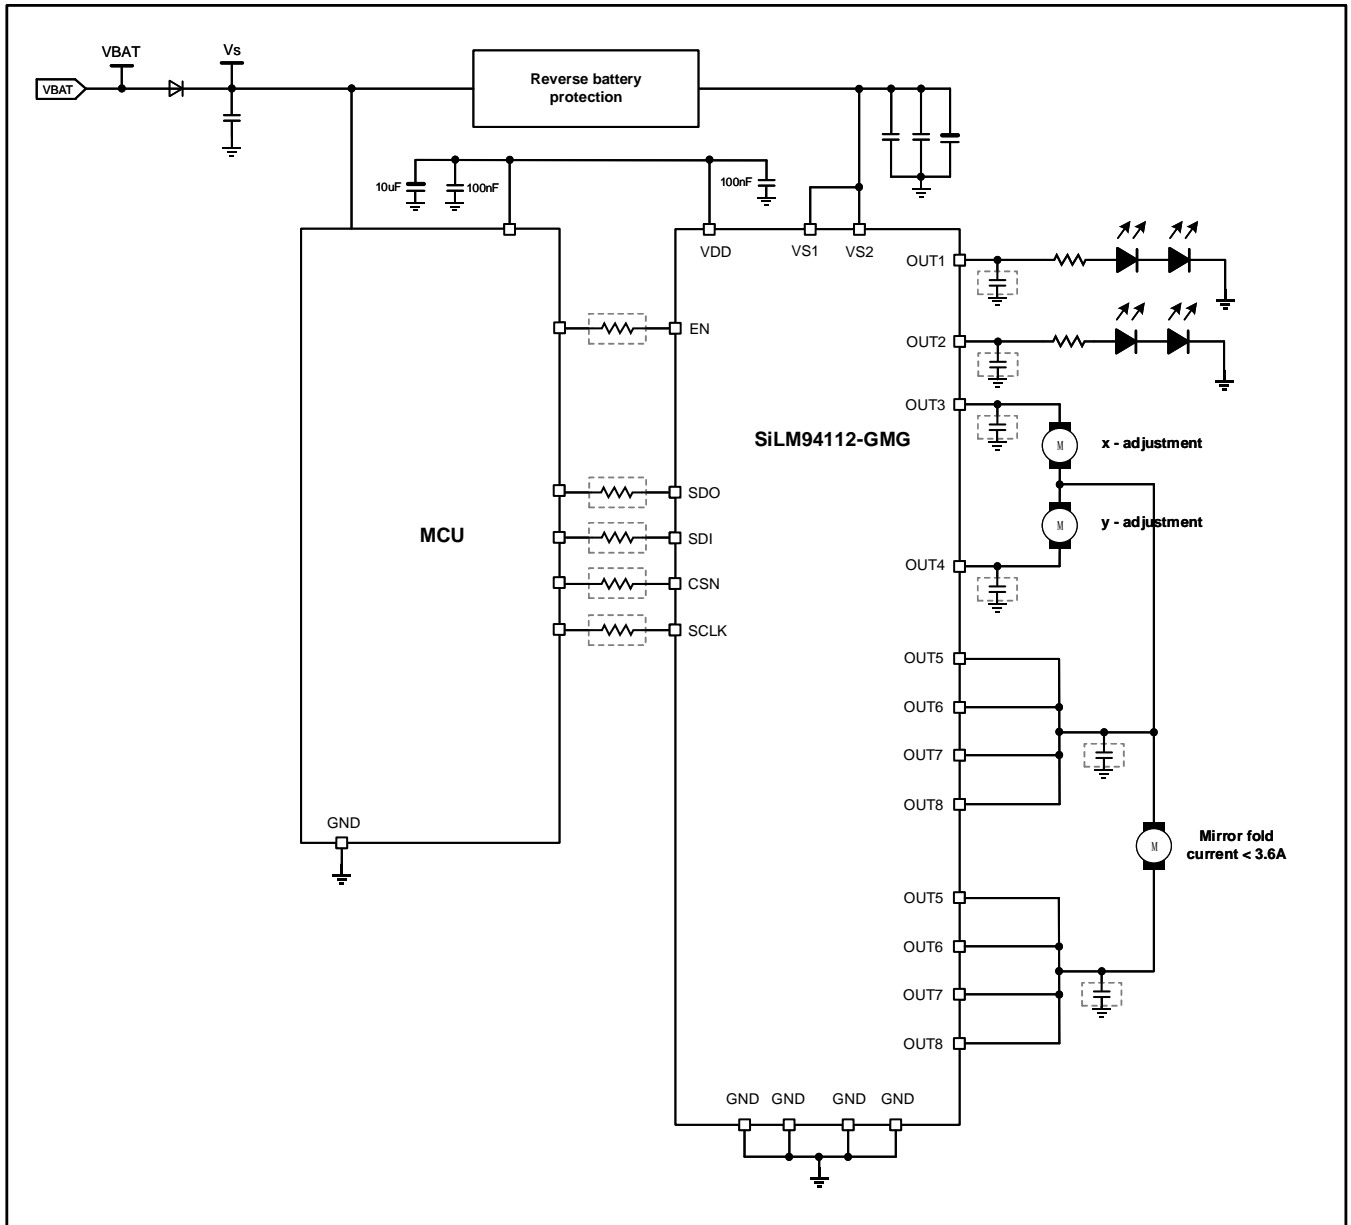 VBAT
Vs
VBAT
Reverse battery
protection
10uF
100nF
100nF
VDD
VS1
VS2
OUT1
OUT2
OUT3
EN
SiLM94112-GMG
M
x - adjustment
SDO
MCU
SDI
M
y - adjustment
OUT4
CSN
SCLK
OUT5
OUT6
OUT7
OUT8
GND
M
Mirror fold
current < 3.6A
OUT5
OUT6
OUT7
OUT8
GND GND GND GND